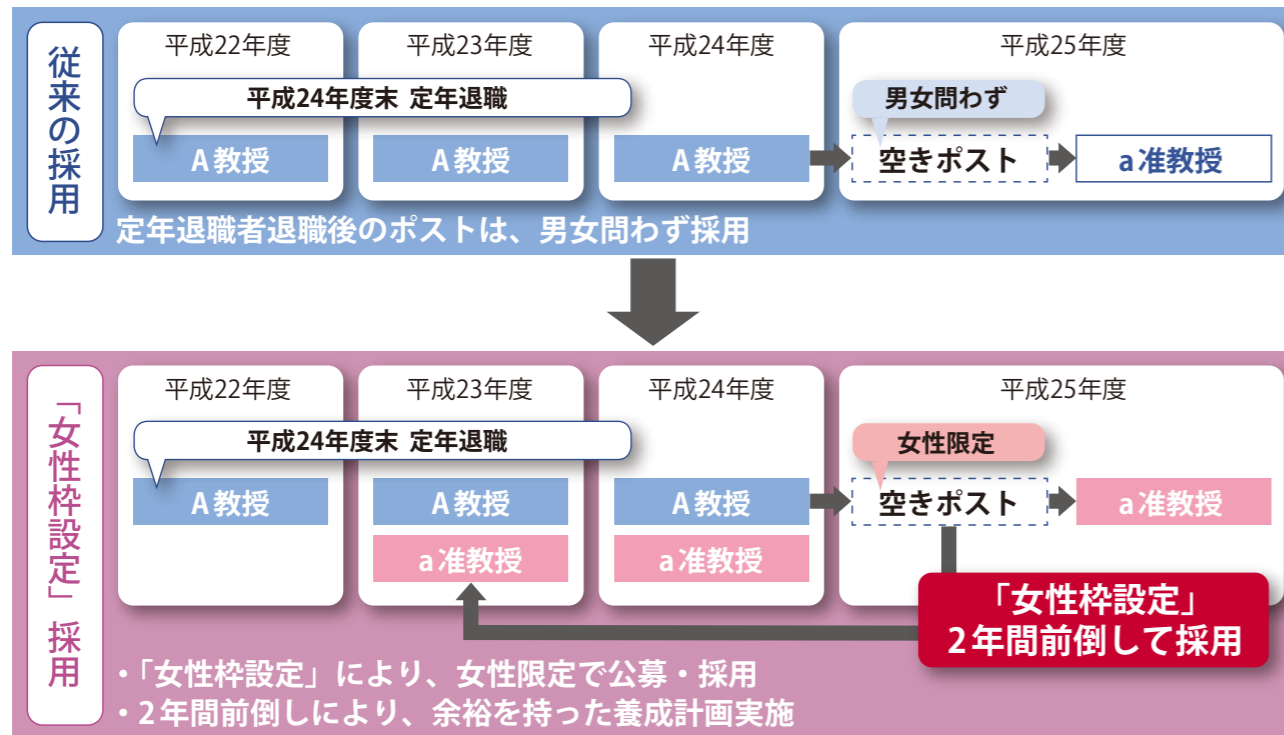 従来の採用
平成22年度
平成23年度
平成24年度
平成25年度
平成24年度末 定年退職
男女問わず
A教授
A教授
A教授
空きポスト
a准教授
定年退職者退職後のポストは、男女問わず採用
「女性枠設定」採用
平成22年度
平成23年度
平成24年度
平成25年度
平成24年度末 定年退職
女性限定
A教授
A教授
A教授
空きポスト
a准教授
a准教授
a准教授
「女性枠設定」
2年間前倒して採用
・「女性枠設定」により、女性限定で公募・採用
・2年間前倒しにより、余裕を持った養成計画実施